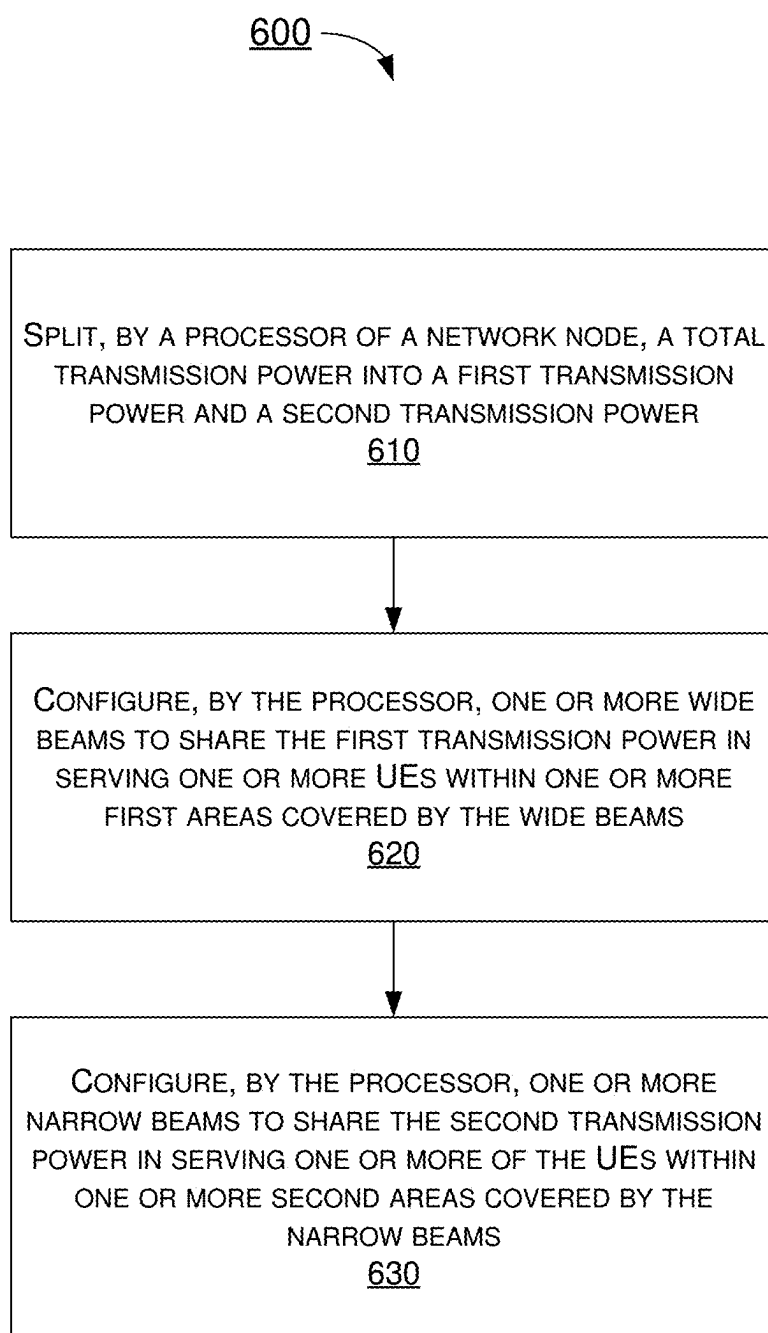 600
SPLIT, BY A PROCESSOR OF A NETWORK NODE, A TOTAL
TRANSMISSION POWER INTO A FIRST TRANSMISSION
POWER AND A SECOND TRANSMISSION POWER
610
CONFIGURE, BY THE PROCESSOR, ONE OR MORE WIDE
BEAMS TO SHARE THE FIRST TRANSMISSION POWER IN
SERVING ONE OR MORE UES WITHIN ONE OR MORE
FIRST AREAS COVERED BY THE WIDE BEAMS
620
CONFIGURE, BY THE PROCESSOR, ONE OR MORE
NARROW BEAMS TO SHARE THE SECOND TRANSMISSION
POWER IN SERVING ONE OR MORE OF THE UES WITHIN
ONE OR MORE SECOND AREAS COVERED BY THE
NARROW BEAMS
630